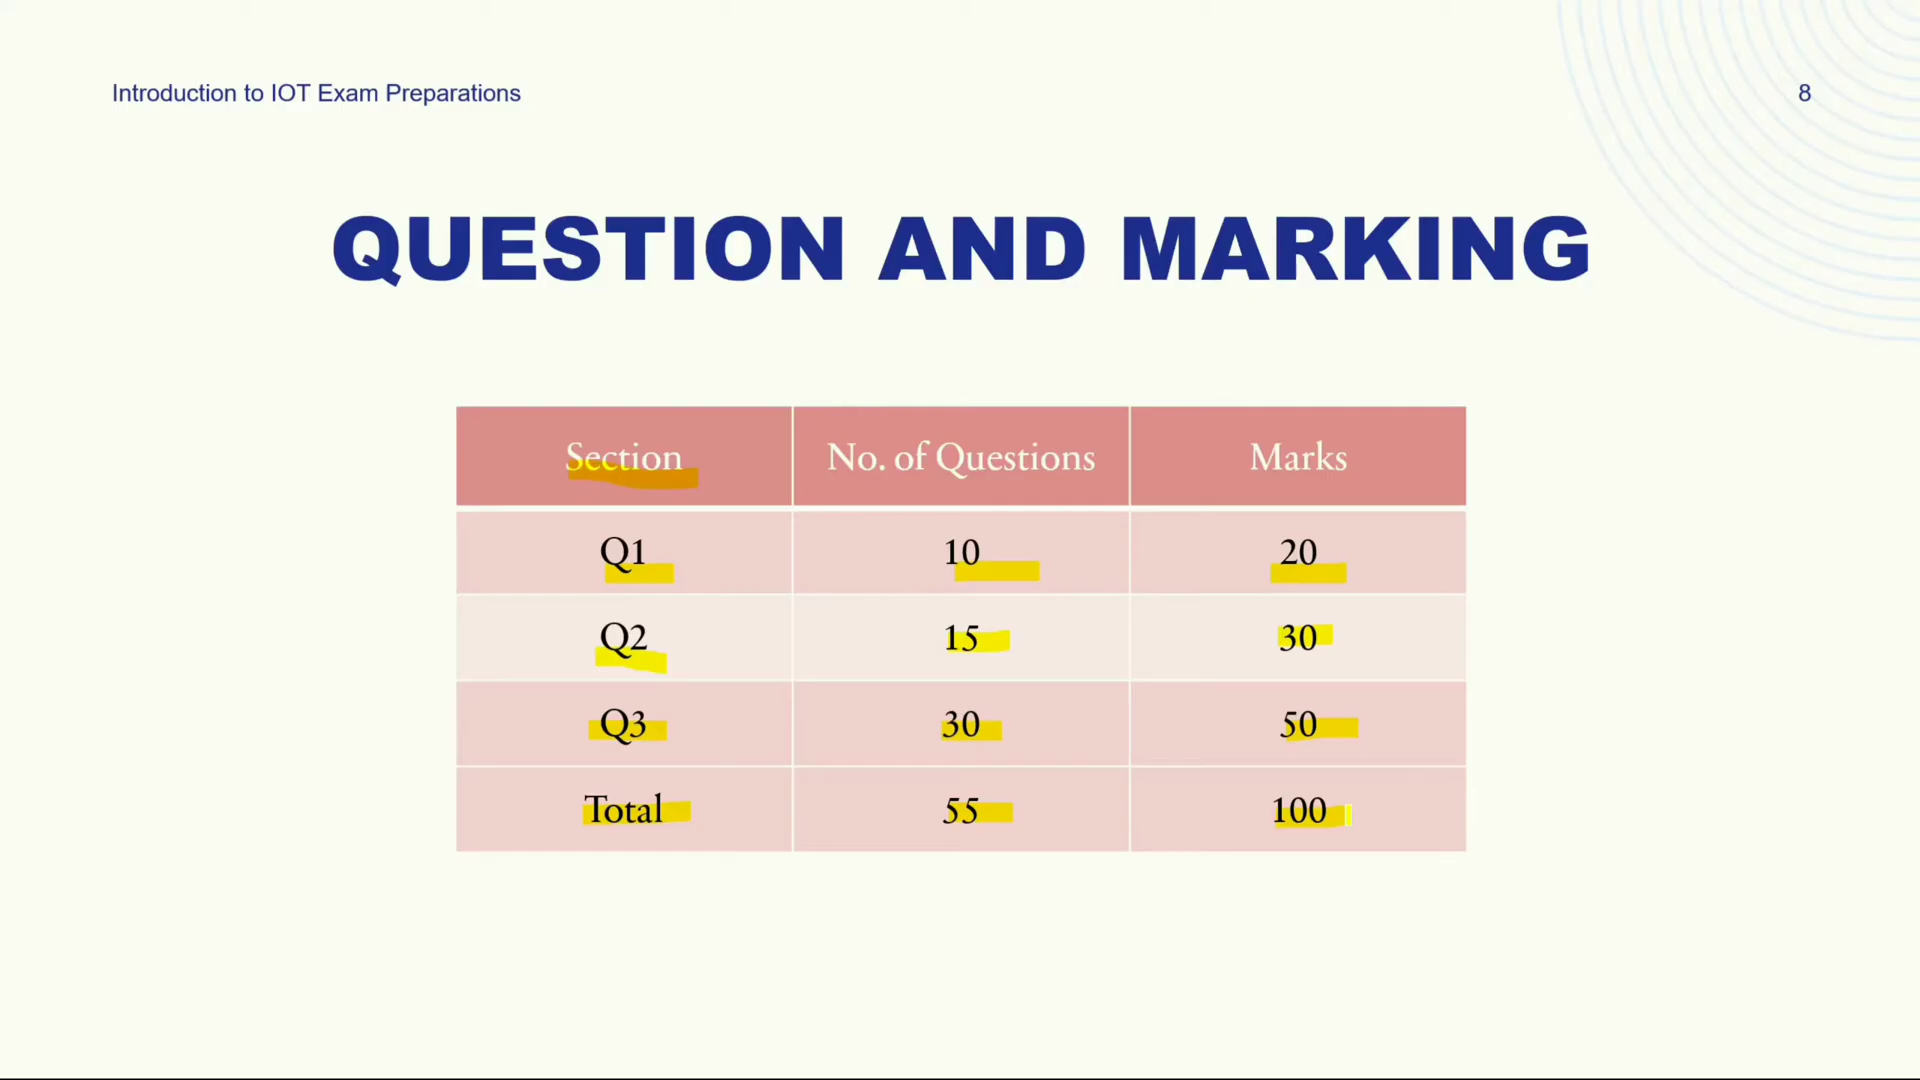 Introduction to IOT Exam Preparations
8
QUESTION AND MARKING
Section No. of Questions Marks
Q1 10 20
Q2 15 30
Q3 30 50
Total 55 100